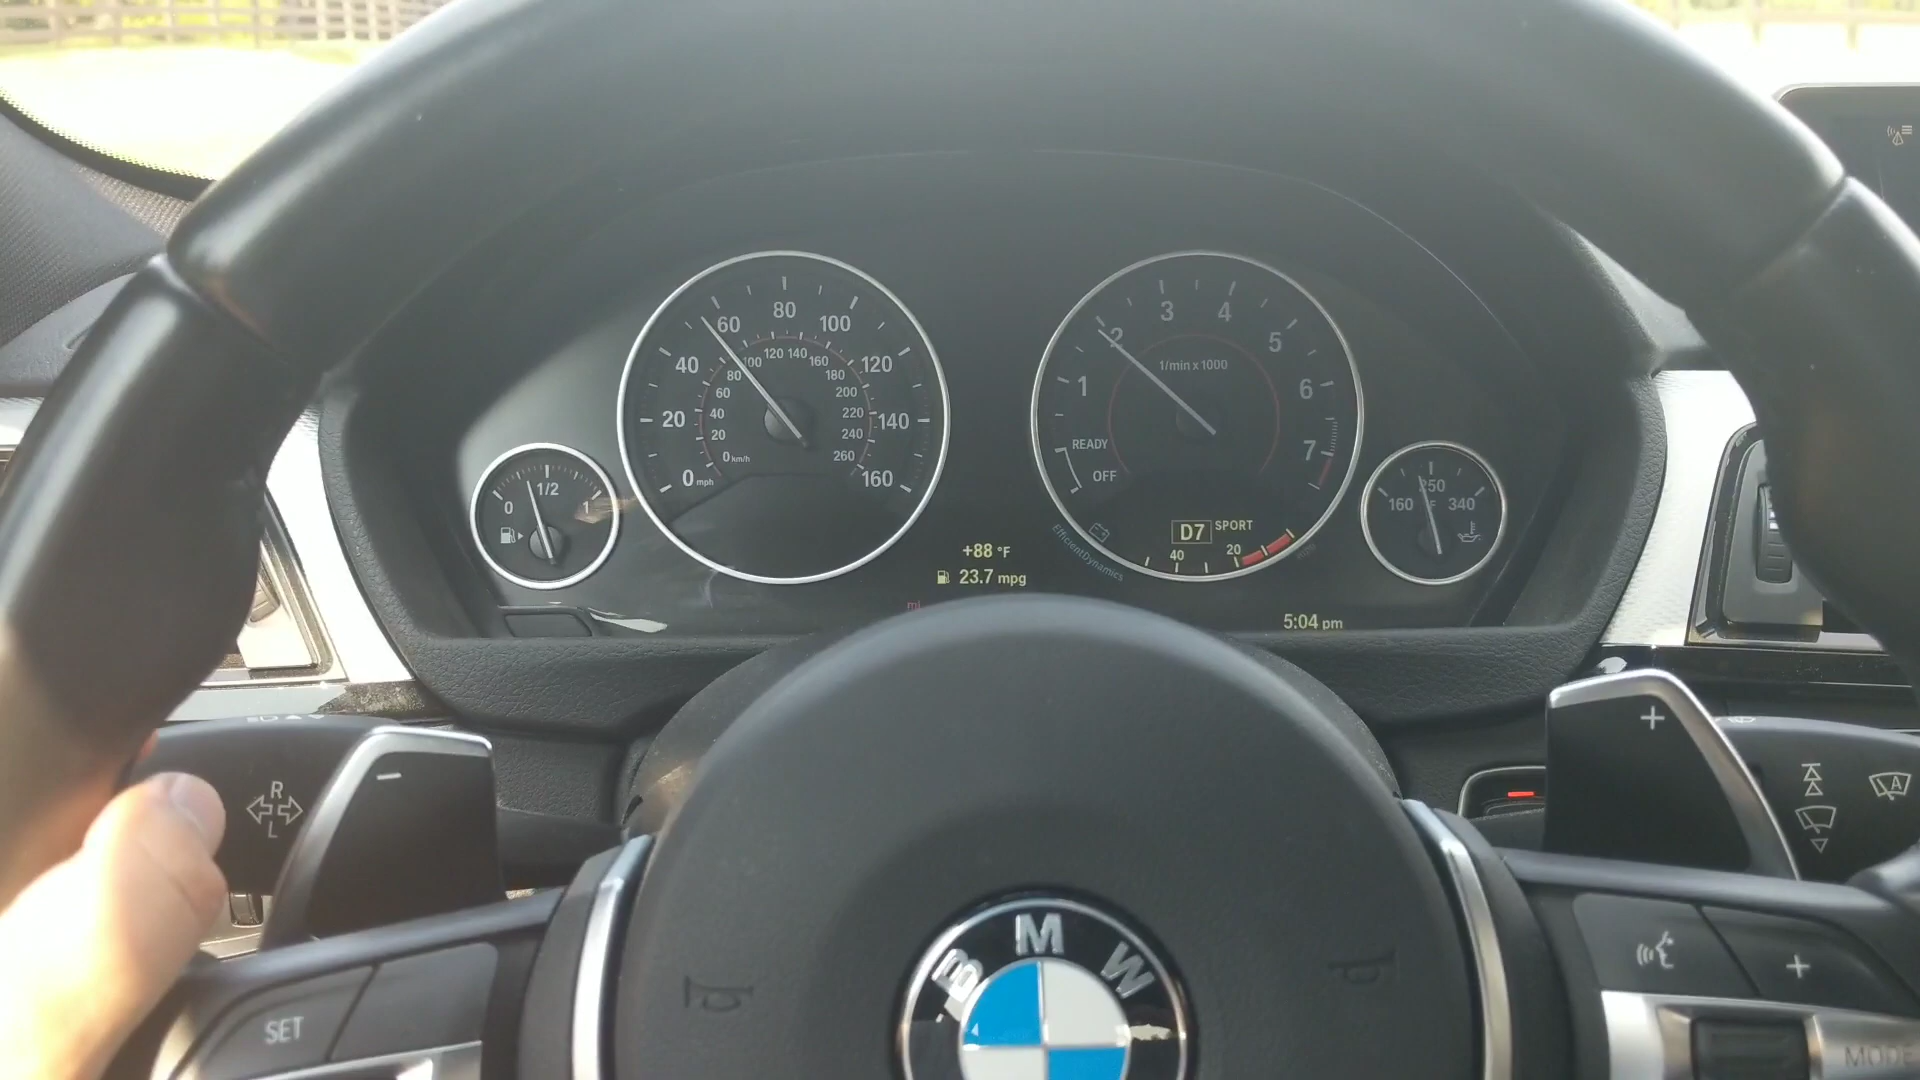 80
60
100
40
120
20
140
0 mph
160
120 140
100
160
80
180
60
200
40
220
20
240
0 km/h
260
3
4
2
5
1
6
7
1/min x 1000
READY
OFF
D7 SPORT
40
20
EfficientDynamics
0
1/2
1
160
250
340
°F
+88 °F
23.7 mpg
5:04 pm
−
+
R
L
A
SET
+
MODE
BMW